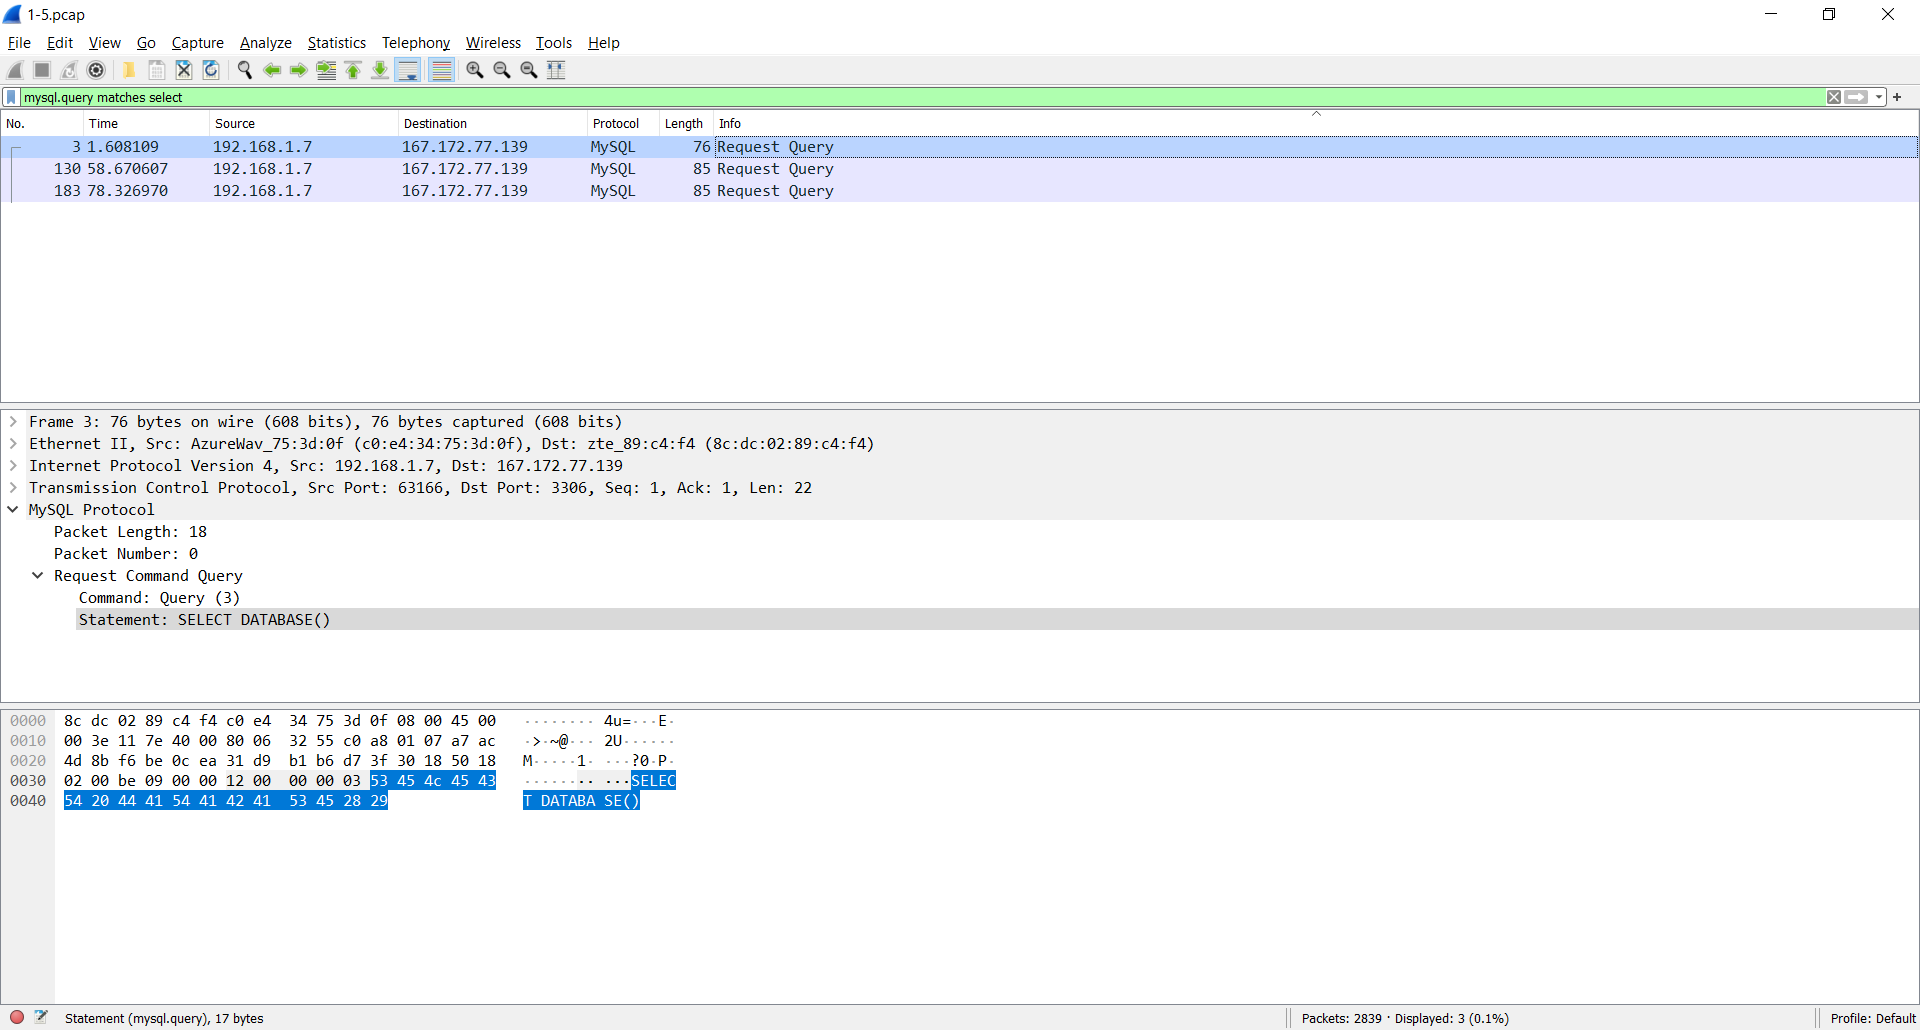 1-5.pcap
File Edit View Go Capture Analyze Statistics Telephony Wireless Tools Help
mysql.query matches select
No. Time Source Destination Protocol Length Info
3 1.608109 192.168.1.7 167.172.77.139 MySQL 76 Request Query
130 58.670607 192.168.1.7 167.172.77.139 MySQL 85 Request Query
183 78.326970 192.168.1.7 167.172.77.139 MySQL 85 Request Query
Frame 3: 76 bytes on wire (608 bits), 76 bytes captured (608 bits)
Ethernet II, Src: AzureWav_75:3d:0f (c0:e4:34:75:3d:0f), Dst: zte_89:c4:f4 (8c:dc:02:89:c4:f4)
Internet Protocol Version 4, Src: 192.168.1.7, Dst: 167.172.77.139
Transmission Control Protocol, Src Port: 63166, Dst Port: 3306, Seq: 1, Ack: 1, Len: 22
MySQL Protocol
Packet Length: 18
Packet Number: 0
Request Command Query
Command: Query (3)
Statement: SELECT DATABASE()
0000 8c dc 02 89 c4 f4 c0 e4 34 75 3d 0f 08 00 45 00 ········ 4u=···E·
0010 00 3e 11 7e 40 00 80 06 32 55 c0 a8 01 07 a7 ac ·>·~@··· 2U······
0020 4d 8b f6 be 0c ea 31 d9 b1 b6 d7 3f 30 18 50 18 M·····1· ···?0·P·
0030 02 00 be 09 00 00 12 00 00 00 03 53 45 4c 45 43 ········ ···SELEC
0040 54 20 44 41 54 41 42 41 53 45 28 29 T DATABA SE()
Statement (mysql.query), 17 bytes Packets: 2839 · Displayed: 3 (0.1%) Profile: Default